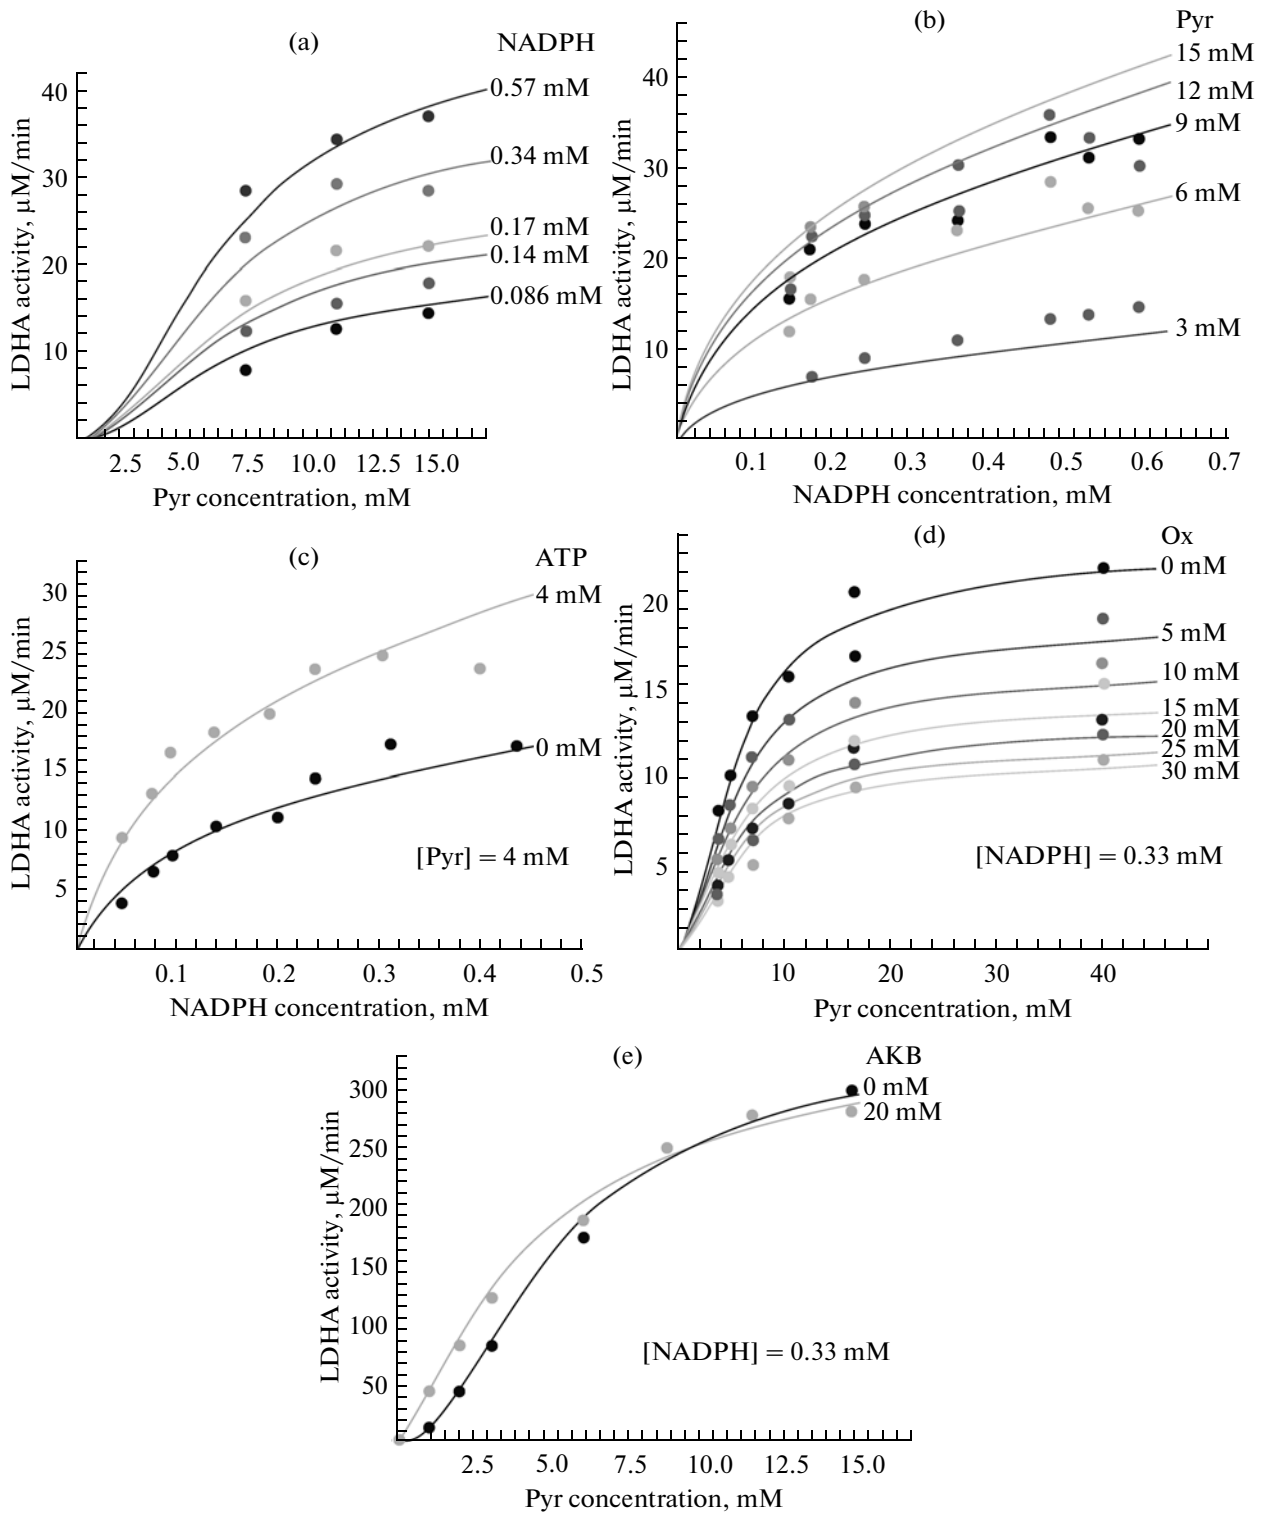 (a)
NADPH
LDHA activity, μM/min
40
30
20
10
0.57 mM
0.34 mM
0.17 mM
0.14 mM
0.086 mM
2.5 5.0 7.5 10.0 12.5 15.0
Pyr concentration, mM
(b)
Pyr
LDHA activity, μM/min
40
30
20
10
15 mM
12 mM
9 mM
6 mM
3 mM
0.1 0.2 0.3 0.4 0.5 0.6 0.7
NADPH concentration, mM
(c)
ATP
LDHA activity, μM/min
30
25
20
15
10
5
4 mM
0 mM
[Pyr] = 4 mM
0.1 0.2 0.3 0.4 0.5
NADPH concentration, mM
(d)
Ox
LDHA activity, μM/min
20
15
10
5
0 mM
5 mM
10 mM
15 mM
20 mM
25 mM
30 mM
[NADPH] = 0.33 mM
10 20 30 40
Pyr concentration, mM
(e)
AKB
LDHA activity, μM/min
300
250
200
150
100
50
0 mM
20 mM
[NADPH] = 0.33 mM
2.5 5.0 7.5 10.0 12.5 15.0
Pyr concentration, mM